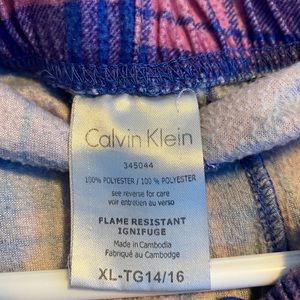 Calvin Klein
345044
100% POLYESTER / 100 % POLYESTER
see reverse for care
voir entretien au verso
FLAME RESISTANT
IGNIFUGE
Made in Cambodia
Fabriqué au Cambodge
XL-TG14/16